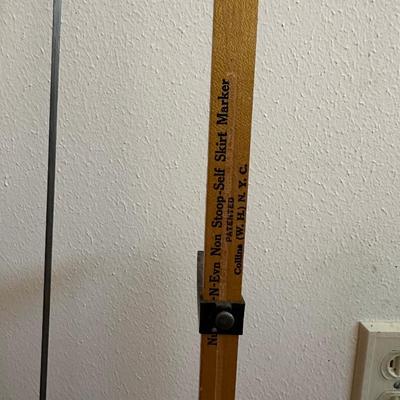 -N-Evn Non Stoop-Self Skirt Marker
PATENTED
Collins (W. H.) N. Y. C.